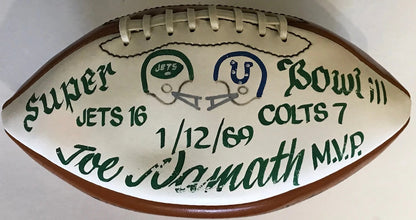 Super Bowl III
JETS
JETS 16 COLTS 7
1/12/69
Joe Namath M.V.P.